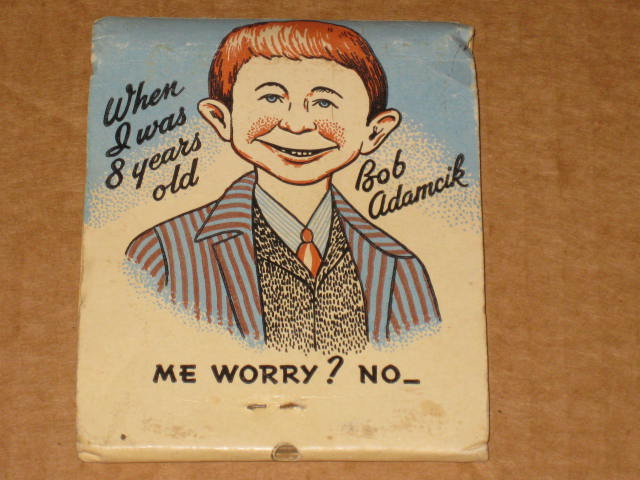 When
I was
8 years
old
Bob
Adamcik
ME WORRY? NO_